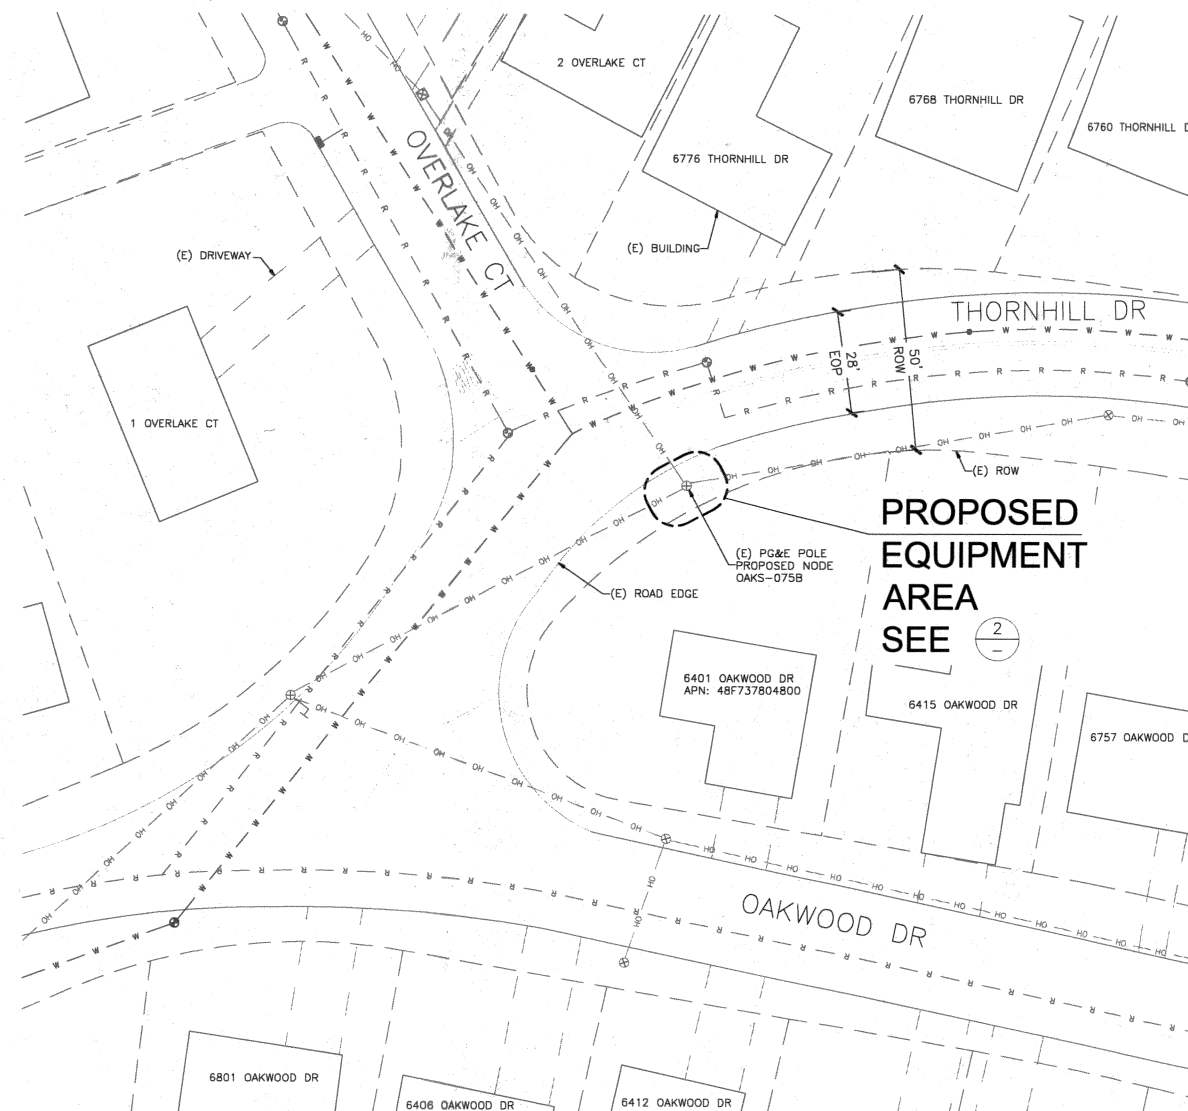 2 OVERLAKE CT
6768 THORNHILL DR
6760 THORNHILL D
6776 THORNHILL DR
OVERLAKE CT
(E) BUILDING
(E) DRIVEWAY
THORNHILL DR
50'
ROW
28'
EOP
1 OVERLAKE CT
(E) ROW
PROPOSED
EQUIPMENT
AREA
SEE
2
–
(E) PG&E POLE
PROPOSED NODE
OAKS-075B
(E) ROAD EDGE
6401 OAKWOOD DR
APN: 48F737804800
6415 OAKWOOD DR
6757 OAKWOOD D
OAKWOOD DR
6801 OAKWOOD DR
6406 OAKWOOD DR
6412 OAKWOOD DR